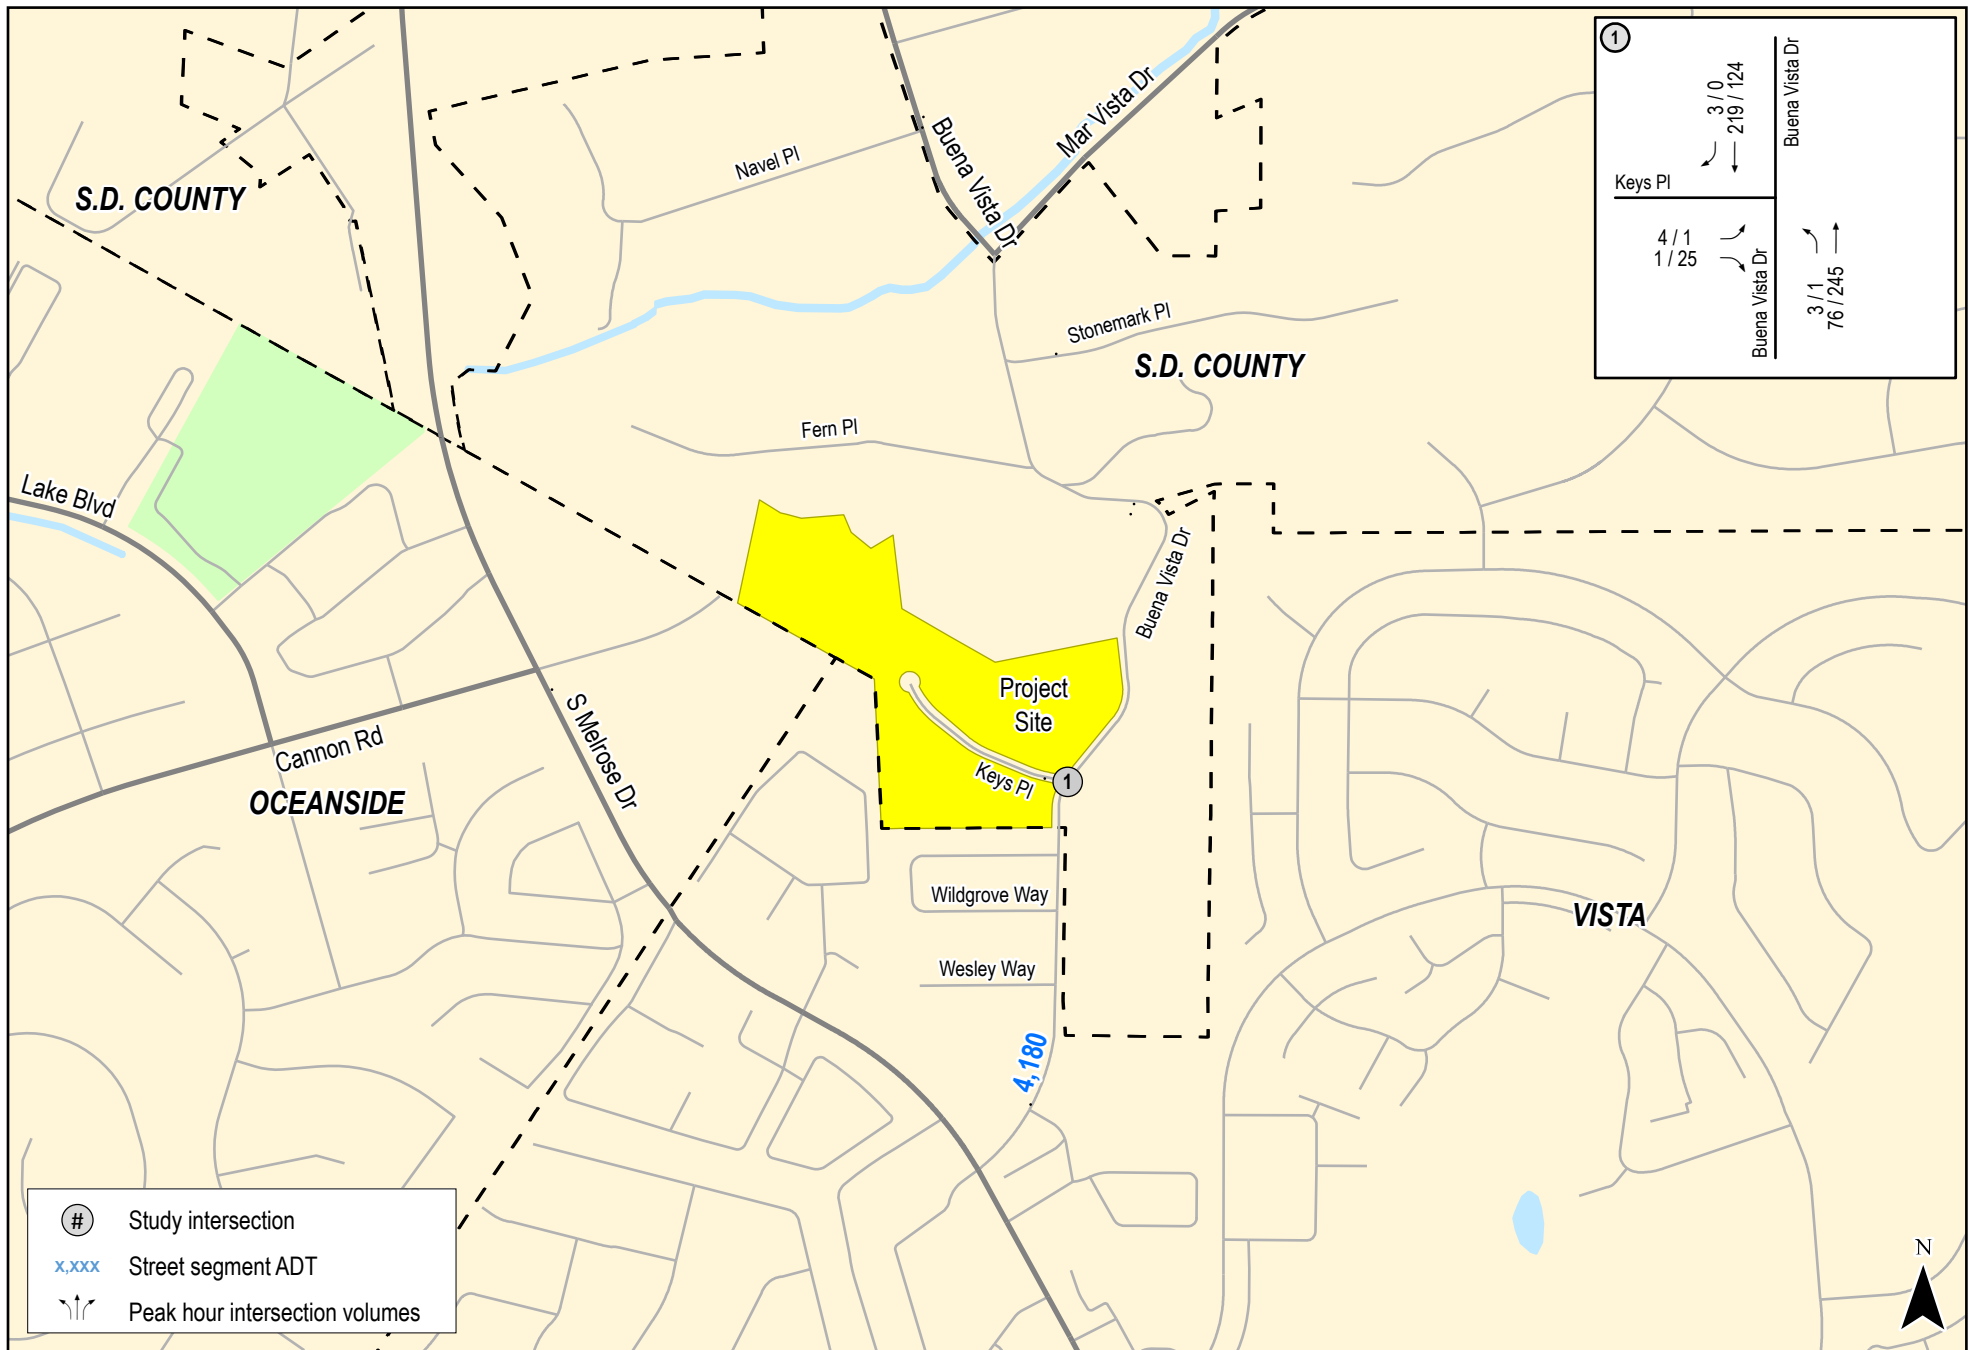 1
3 / 0
219 / 124
Buena Vista Dr
Keys Pl
4 / 1
1 / 25
Buena Vista Dr
3 / 1
76 / 245
Mar Vista Dr
Buena Vista Dr
Navel Pl
S.D. COUNTY
Stonemark Pl
S.D. COUNTY
Fern Pl
Lake Blvd
Buena Vista Dr
Project
Site
S Melrose Dr
Cannon Rd
Keys Pl
1
OCEANSIDE
Wildgrove Way
VISTA
Wesley Way
4,180
# Study intersection
x,xxx Street segment ADT
Peak hour intersection volumes
N